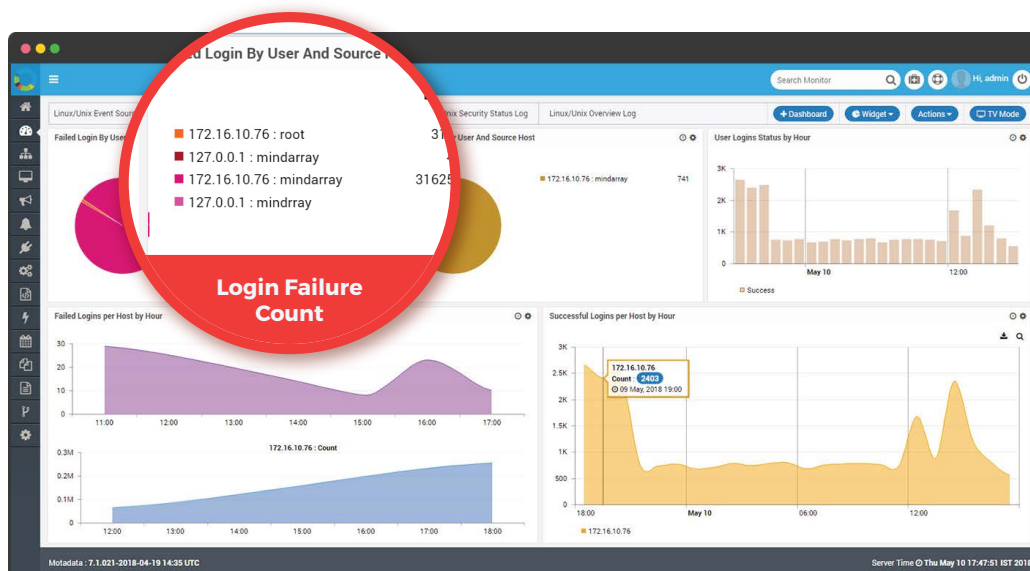 Hi, admin
Search Monitor
Linux/Unix Event Sour
nix Security Status Log
Linux/Unix Overview Log
+ Dashboard
Widget
Actions
TV Mode
Failed Login By User
ed Login By User And Source
172.16.10.76 : root
127.0.0.1 : mindarray
172.16.10.76 : mindarray 31625
127.0.0.1 : mindrray
Login Failure
Count
User And Source Host
172.16.10.76 : mindarray 741
User Logins Status by Hour
3K
2K
1K
0
May 10
12:00
Success
Failed Logins per Host by Hour
30
20
10
0
11:00 12:00 13:00 14:00 15:00 16:00 17:00
172.16.10.76 : Count
0.3M
0.2M
0.1M
0
12:00 13:00 14:00 15:00 16:00 17:00 18:00
Successful Logins per Host by Hour
3K
2.5K
2K
1.5K
1K
500
0
172.16.10.76
Count : 2403
09 May, 2018 19:00
18:00 May 10 06:00 12:00
172.16.10.76
Motadata : 7.1.021-2018-04-19 14:35 UTC
Server Time Thu May 10 17:47:51 IST 2018